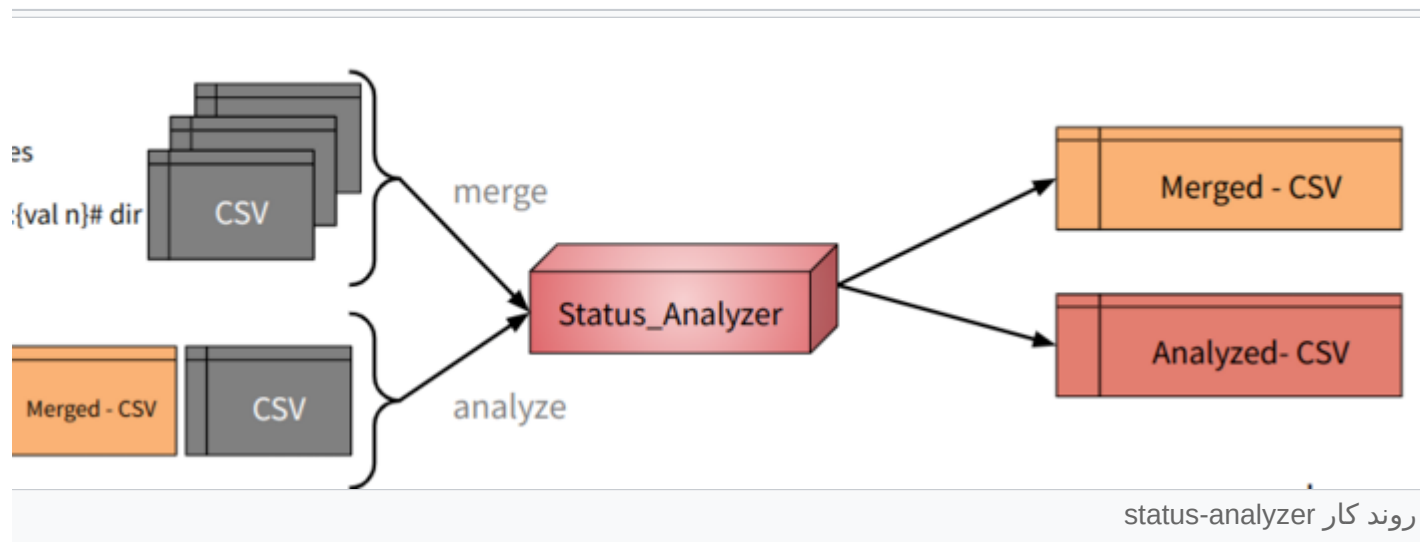 es
:{val n}# dir
CSV
merge
Merged - CSV
Status_Analyzer
Analyzed- CSV
Merged - CSV
CSV
analyze
روند کار status-analyzer